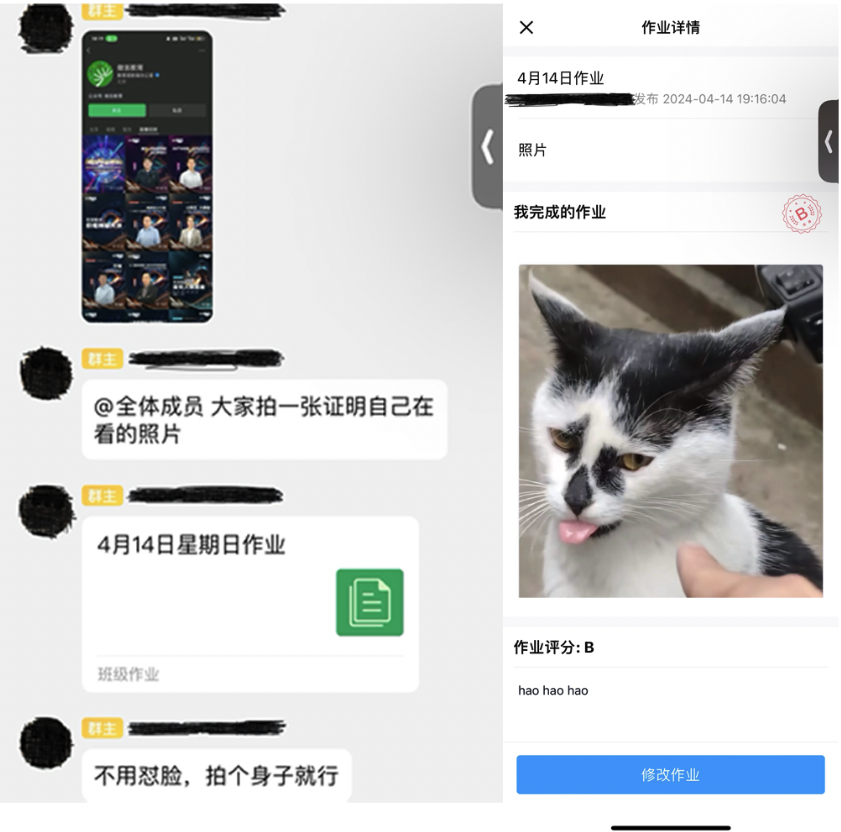 群主
群主
@全体成员 大家拍一张证明自己在
看的照片
群主
4月14日星期日作业
班级作业
群主
不用怼脸，拍个身子就行
作业详情
4月14日作业
发布 2024-04-14 19:16:04
照片
我完成的作业
B
作业评分: B
hao hao hao
修改作业